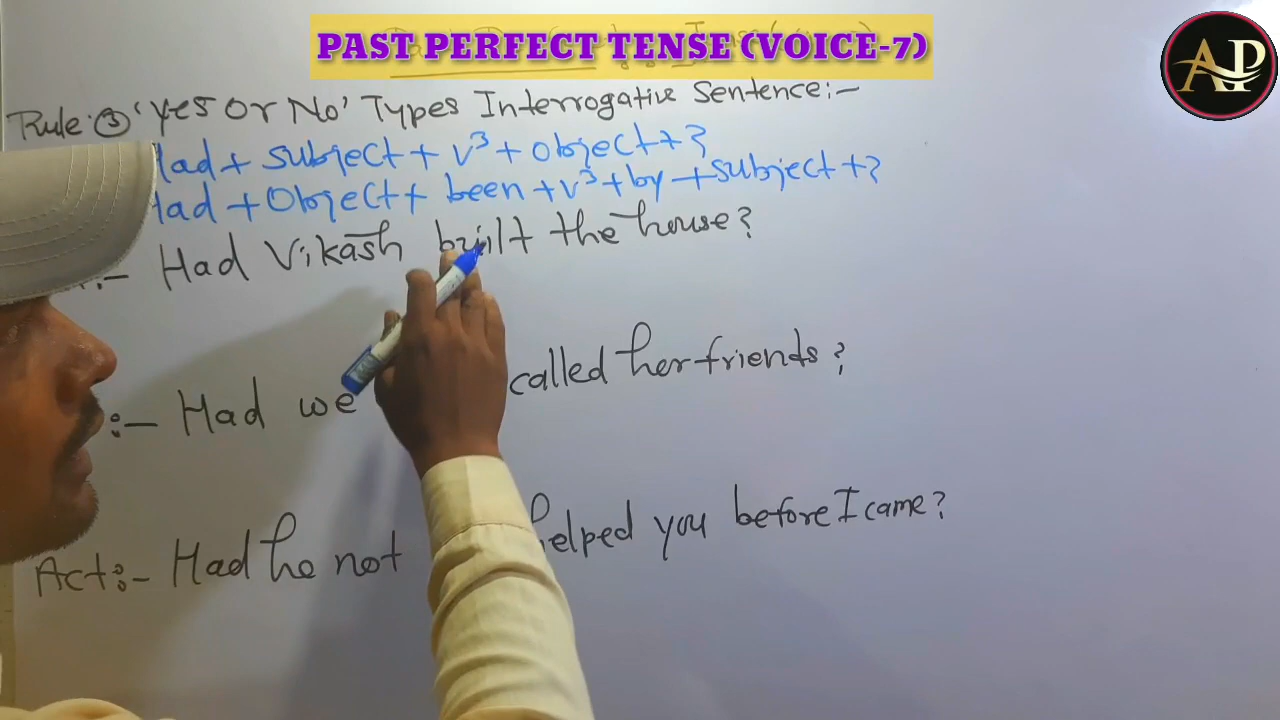 PAST PERFECT TENSE (VOICE-7)
AP
Rule:③ 'Yes Or No' Types Interrogative Sentence:-
Had + subject + V³ + object + ?
Had + Object + been + V³ + by + subject + ?
:- Had Vikash built the house?
:- Had we called her friends?
Act:- Had he not helped you before I came?